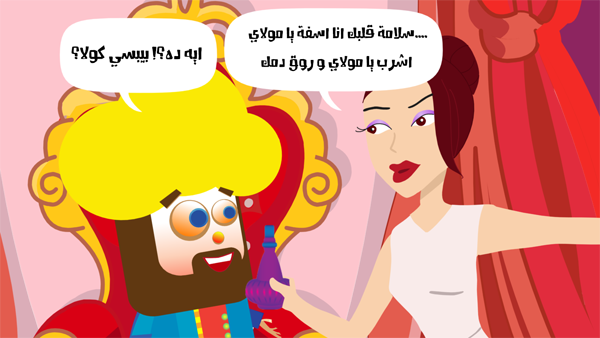 ....سلامة قلبك انا اسفة يا مولاي
اشرب يا مولاي و روق دمك
ايه ده؟! بيبسي كولا؟